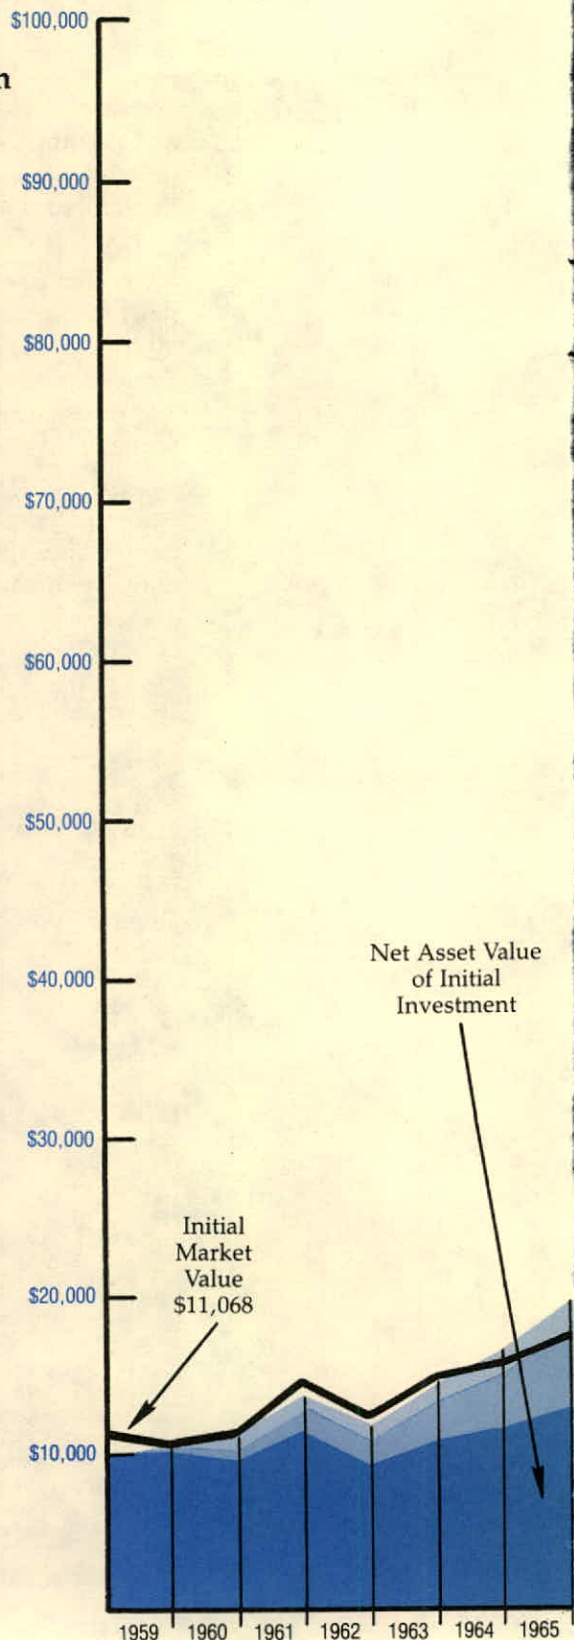 $100,000
n
$90,000
$80,000
$70,000
$60,000
$50,000
Net Asset Value
of Initial
Investment
$40,000
$30,000
Initial
Market
Value
$11,068
$20,000
$10,000
1959 1960 1961 1962 1963 1964 1965